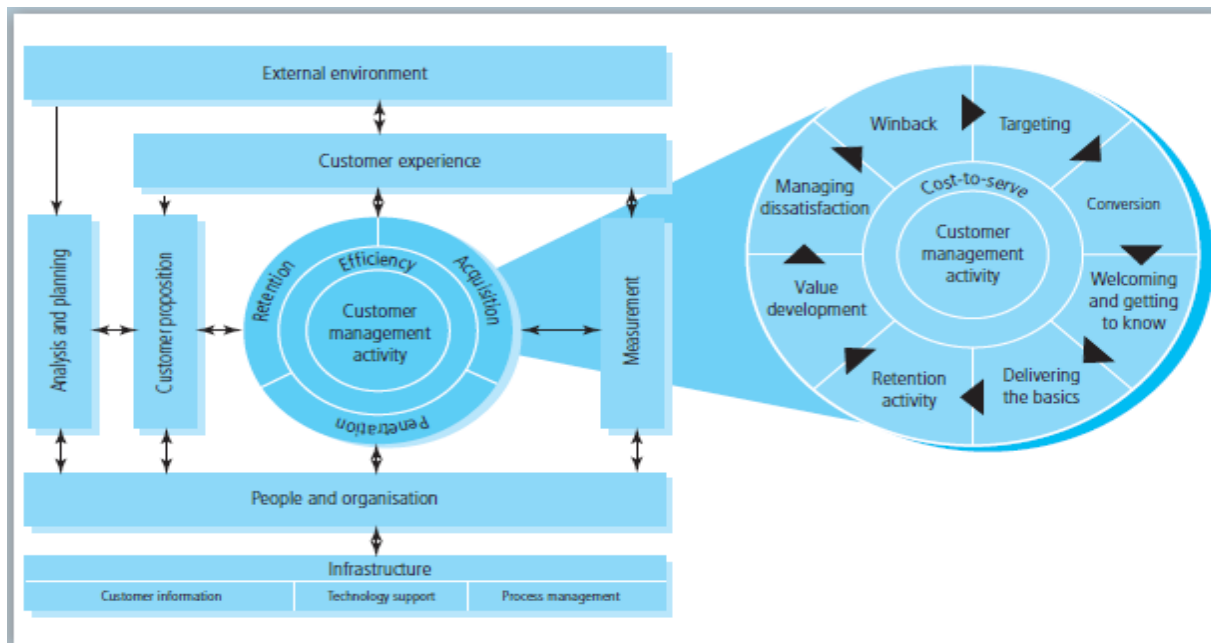 External environment
Customer experience
Analysis and planning
Customer proposition
Retention
Efficiency
Acquisition
Customer
management
activity
Penetration
Measurement
People and organisation
Infrastructure
Customer information
Technology support
Process management
Winback
Targeting
Managing
dissatisfaction
Cost-to-serve
Conversion
Customer
management
activity
Value
development
Welcoming
and getting
to know
Retention
activity
Delivering
the basics